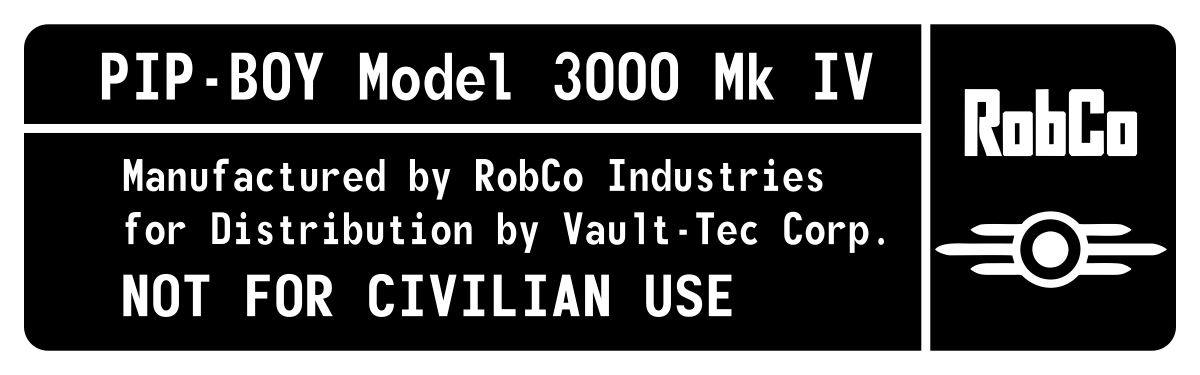 PIP-BOY Model 3000 Mk IV
Manufactured by RobCo Industries
for Distribution by Vault-Tec Corp.
NOT FOR CIVILIAN USE
RobCo